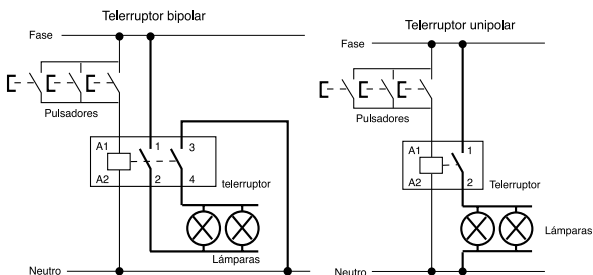 Telerruptor bipolar
Fase
Pulsadores
A1
1
3
A2
2
4
telerruptor
Lámparas
Neutro
Telerruptor unipolar
Fase
Pulsadores
A1
1
A2
2
Telerruptor
Lámparas
Neutro